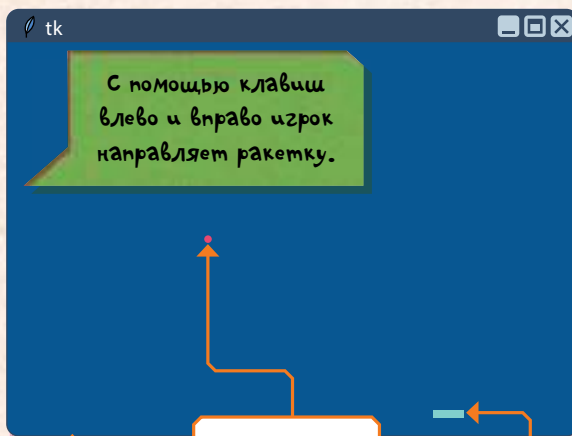 tk
С помощью клавиш
влево и вправо игрок
направляет ракетку.